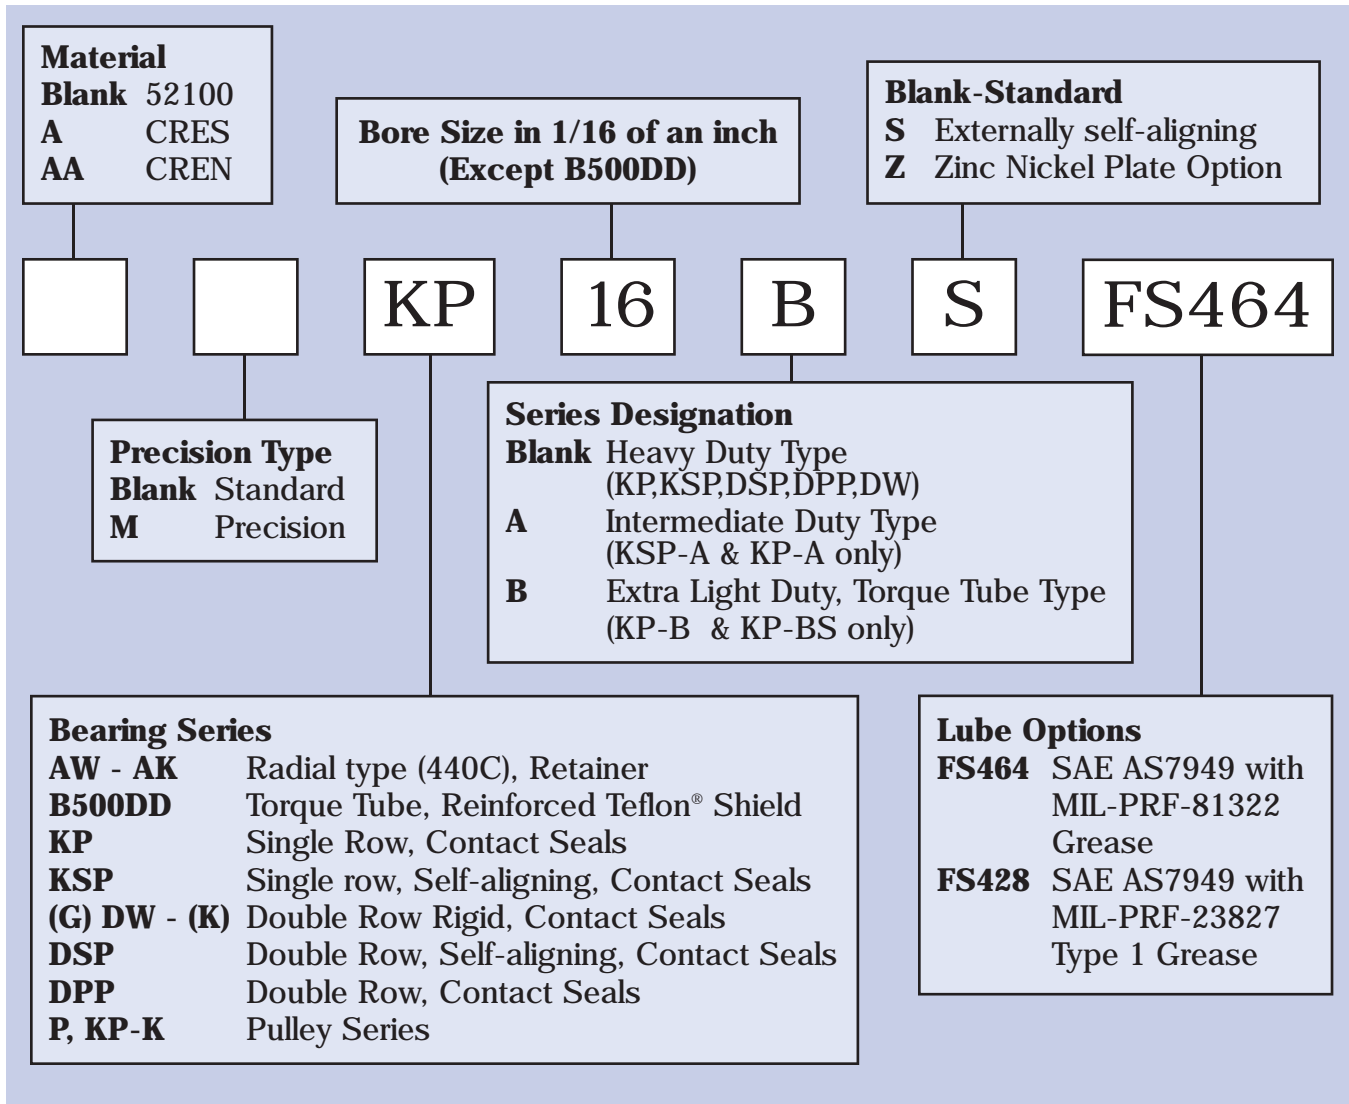 Material
Blank 52100
A CRES
AA CREN
Bore Size in 1/16 of an inch
(Except B500DD)
Blank-Standard
S Externally self-aligning
Z Zinc Nickel Plate Option
KP 16 B S FS464
Precision Type
Blank Standard
M Precision
Series Designation
Blank Heavy Duty Type
(KP,KSP,DSP,DPP,DW)
A Intermediate Duty Type
(KSP-A & KP-A only)
B Extra Light Duty, Torque Tube Type
(KP-B & KP-BS only)
Bearing Series
AW - AK Radial type (440C), Retainer
B500DD Torque Tube, Reinforced Teflon® Shield
KP Single Row, Contact Seals
KSP Single row, Self-aligning, Contact Seals
(G) DW - (K) Double Row Rigid, Contact Seals
DSP Double Row, Self-aligning, Contact Seals
DPP Double Row, Contact Seals
P, KP-K Pulley Series
Lube Options
FS464 SAE AS7949 with
MIL-PRF-81322
Grease
FS428 SAE AS7949 with
MIL-PRF-23827
Type 1 Grease